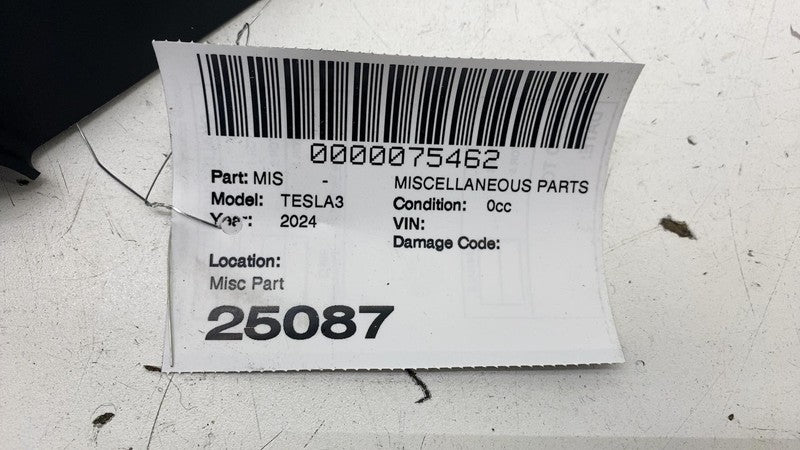 0000075462
Part: MIS - MISCELLANEOUS PARTS
Model: TESLA3 Condition: 0cc
Year: 2024 VIN:
Damage Code:
Location:
Misc Part
25087